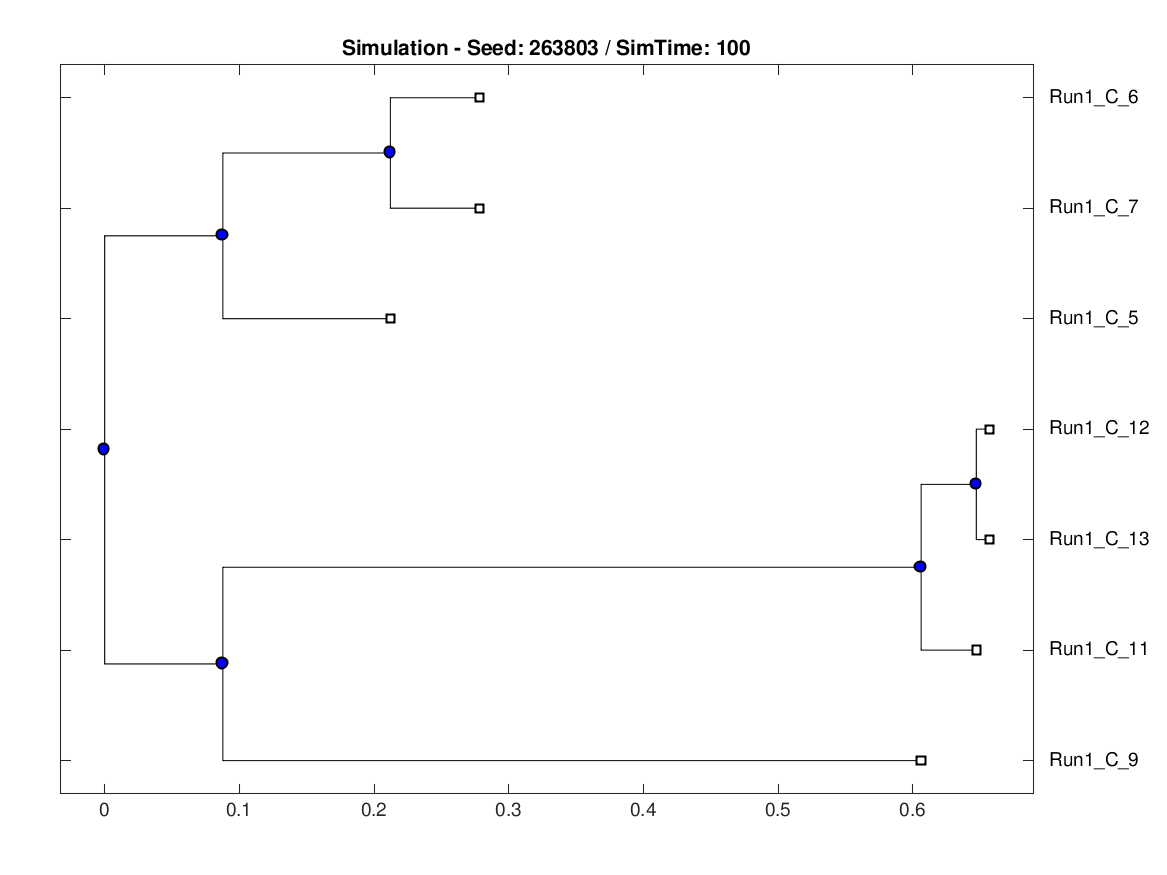 Simulation - Seed: 263803 / SimTime: 100
Run1_C_6
Run1_C_7
Run1_C_5
Run1_C_12
Run1_C_13
Run1_C_11
Run1_C_9
0 0.1 0.2 0.3 0.4 0.5 0.6